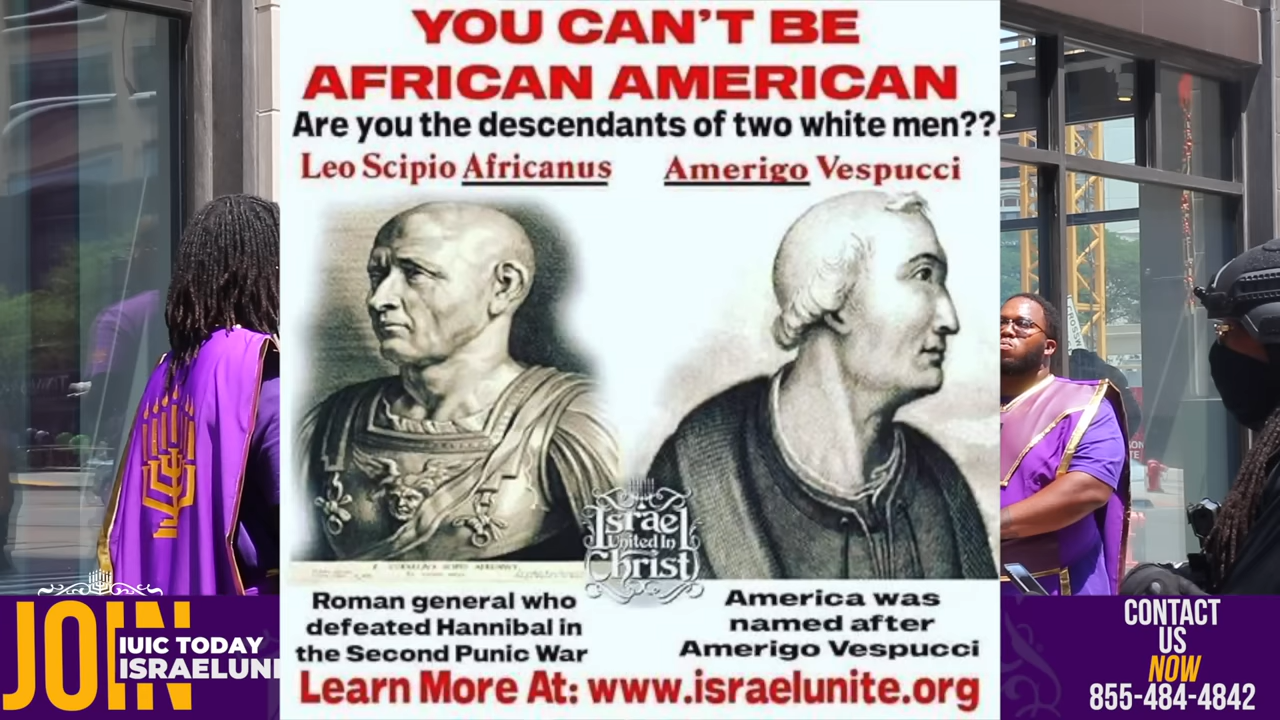 YOU CAN'T BE
AFRICAN AMERICAN
Are you the descendants of two white men??
Leo Scipio Africanus
Amerigo Vespucci
Israel
United In
Christ
Roman general who
defeated Hannibal in
the Second Punic War
America was
named after
Amerigo Vespucci
Learn More At: www.israelunite.org
JOIN
IUIC TODAY
ISRAELUNI
CONTACT
US
NOW
855-484-4842